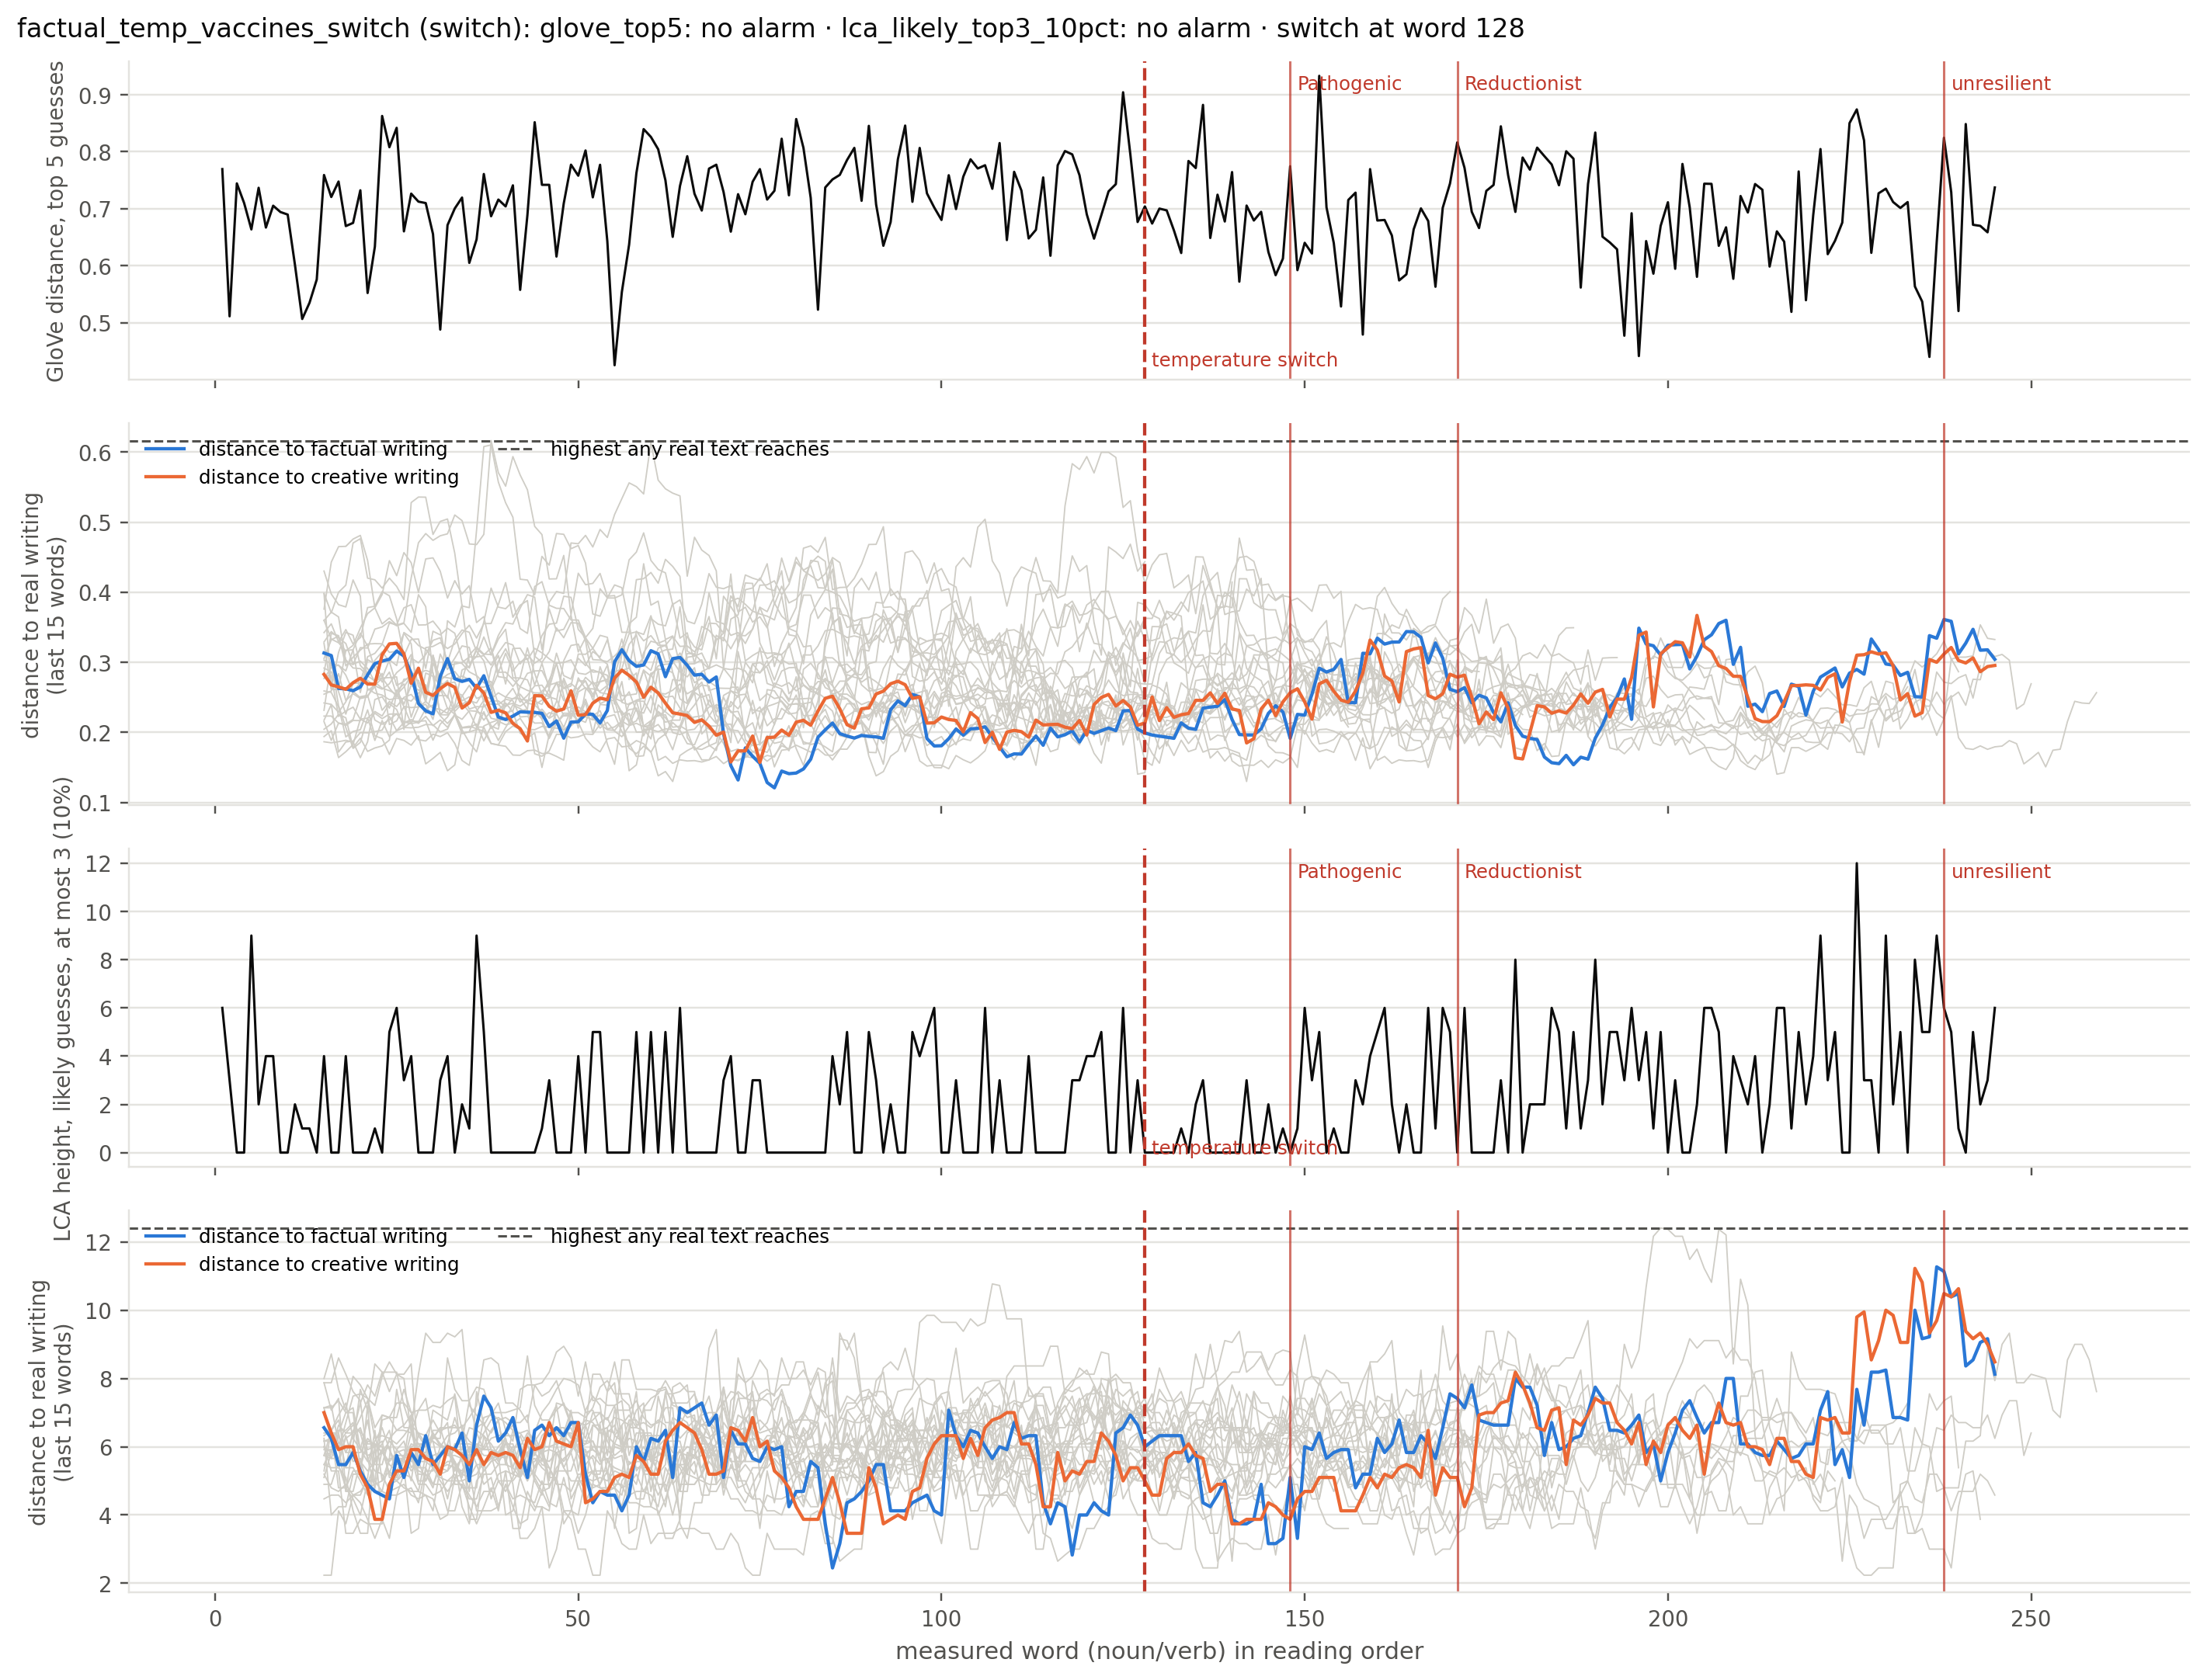 factual_temp_vaccines_switch (switch): glove_top5: no alarm · lca_likely_top3_10pct: no alarm · switch at word 128
GloVe distance, top 5 guesses
0.9
0.8
0.7
0.6
0.5
Pathogenic
Reductionist
unresilient
temperature switch
distance to real writing
(last 15 words)
0.6
0.5
0.4
0.3
0.2
0.1
distance to factual writing
distance to creative writing
highest any real text reaches
LCA height, likely guesses, at most 3 (10%)
12
10
8
6
4
2
0
Pathogenic
Reductionist
unresilient
temperature switch
distance to real writing
(last 15 words)
12
10
8
6
4
2
distance to factual writing
distance to creative writing
highest any real text reaches
0
50
100
150
200
250
measured word (noun/verb) in reading order